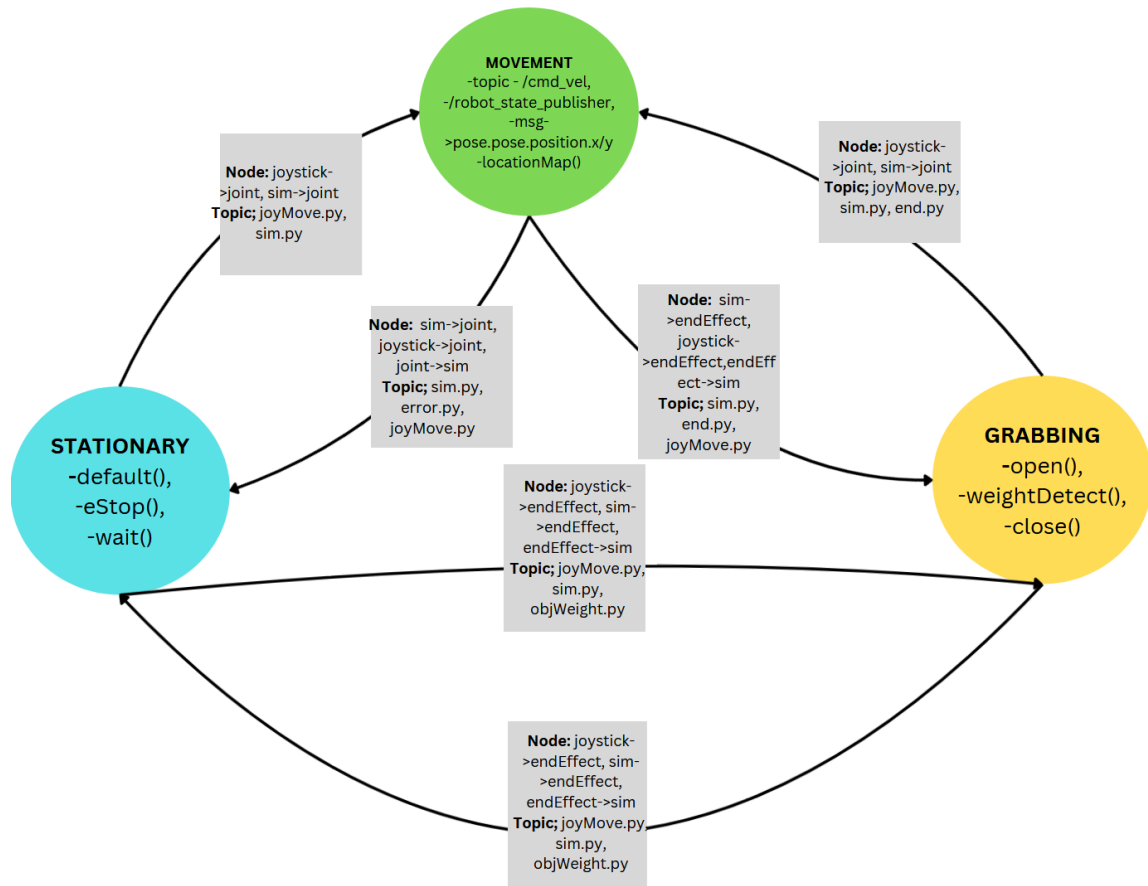 MOVEMENT
-topic - /cmd_vel,
-/robot_state_publisher,
-msg-
>pose.pose.position.x/y
-locationMap()
Node: joystick-
>joint, sim->joint
Topic; joyMove.py,
sim.py
Node: joystick-
>joint, sim->joint
Topic; joyMove.py,
sim.py, end.py
Node: sim->joint,
joystick->joint,
joint->sim
Topic; sim.py,
error.py,
joyMove.py
Node: sim-
>endEffect,
joystick-
>endEffect,endEff
ect->sim
Topic; sim.py,
end.py,
joyMove.py
STATIONARY
-default(),
-eStop(),
-wait()
GRABBING
-open(),
-weightDetect(),
-close()
Node: joystick-
>endEffect, sim-
>endEffect,
endEffect->sim
Topic; joyMove.py,
sim.py,
objWeight.py
Node: joystick-
>endEffect, sim-
>endEffect,
endEffect->sim
Topic; joyMove.py,
sim.py,
objWeight.py